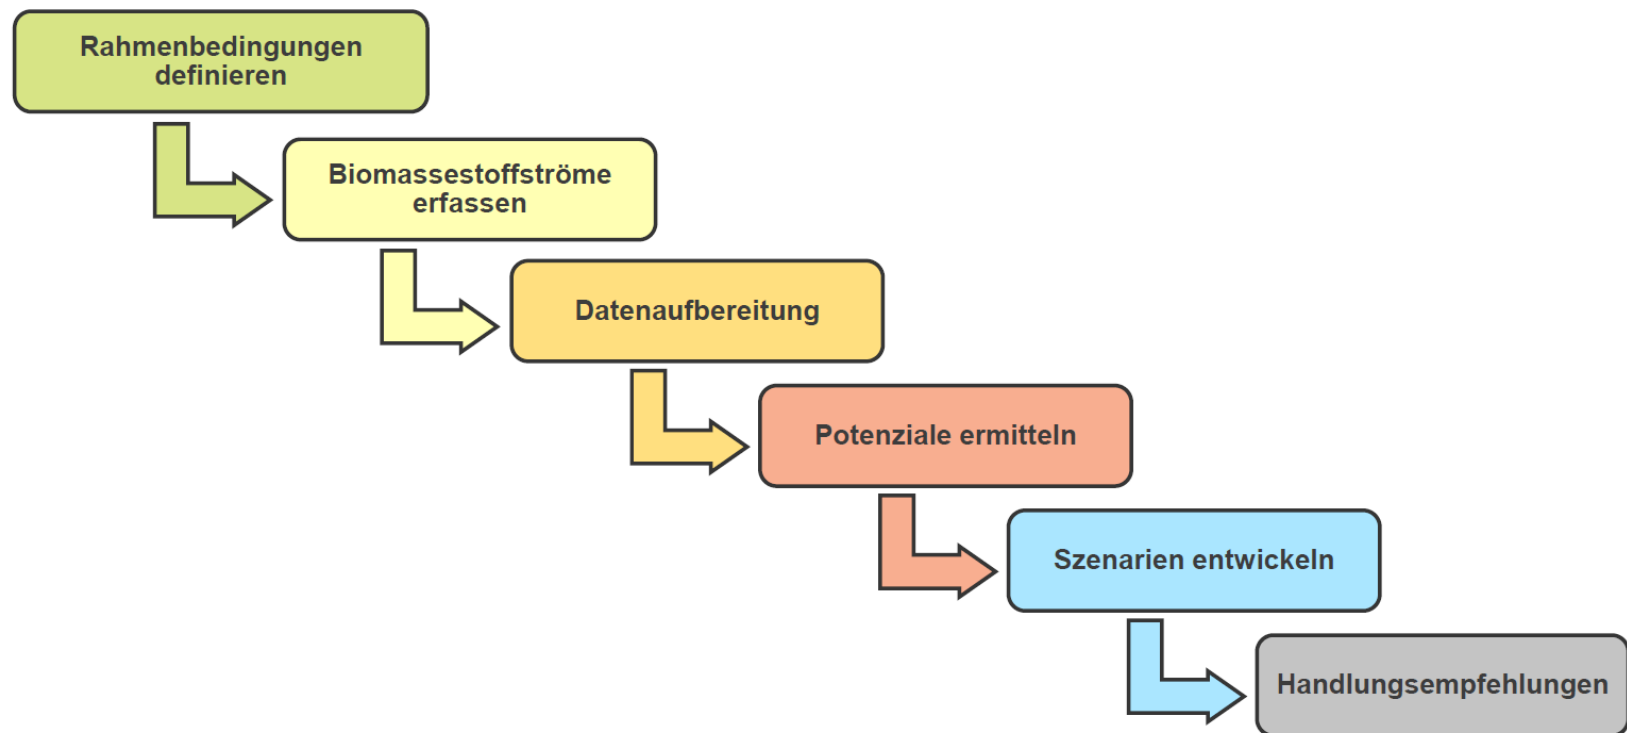 Rahmenbedingungen
definieren
Biomassestoffströme
erfassen
Datenaufbereitung
Potenziale ermitteln
Szenarien entwickeln
Handlungsempfehlungen